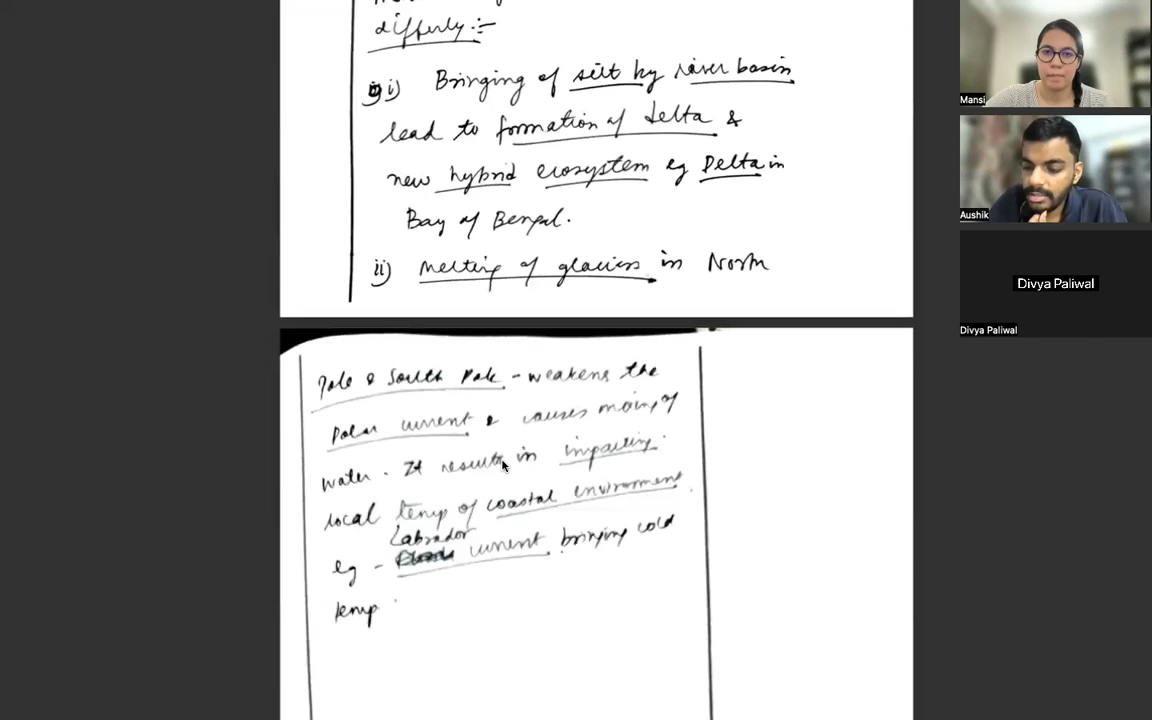 differly :-
i) Bringing of silt by river basin
lead to formation of delta &
new hybrid ecosystem eg Delta in
Bay of Bengal.
ii) Melting of glaciers in North
Pole & South Pole - weakens the
Polar current & causes mixing of
water. It results in impacting
local temp of coastal environment.
Labrador
eg - current bringing cold
temp.
Mansi
Aushik
Divya Paliwal
Divya Paliwal